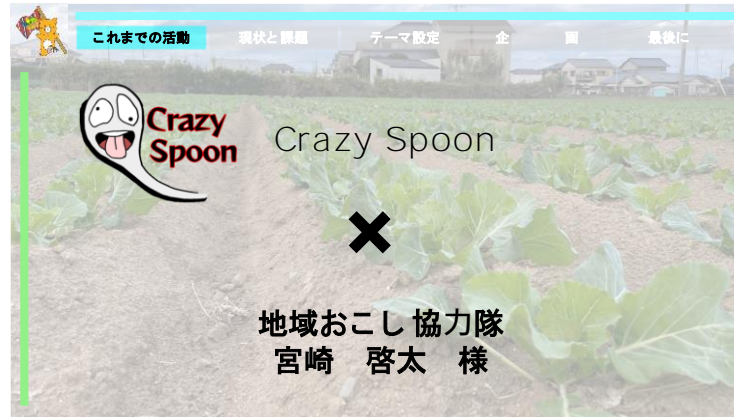 これまでの活動 現状と課題 テーマ設定 企 画 最後に
Crazy
Spoon
Crazy Spoon
×
地域おこし協力隊
宮崎 啓太 様